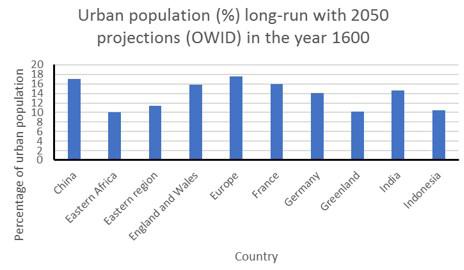 Urban population (%) long-run with 2050
projections (OWID) in the year 1600
Percentage of urban population
20
18
16
14
12
10
8
6
4
2
0
China
Eastern Africa
Eastern region
England and Wales
Europe
France
Germany
Greenland
India
Indonesia
Country